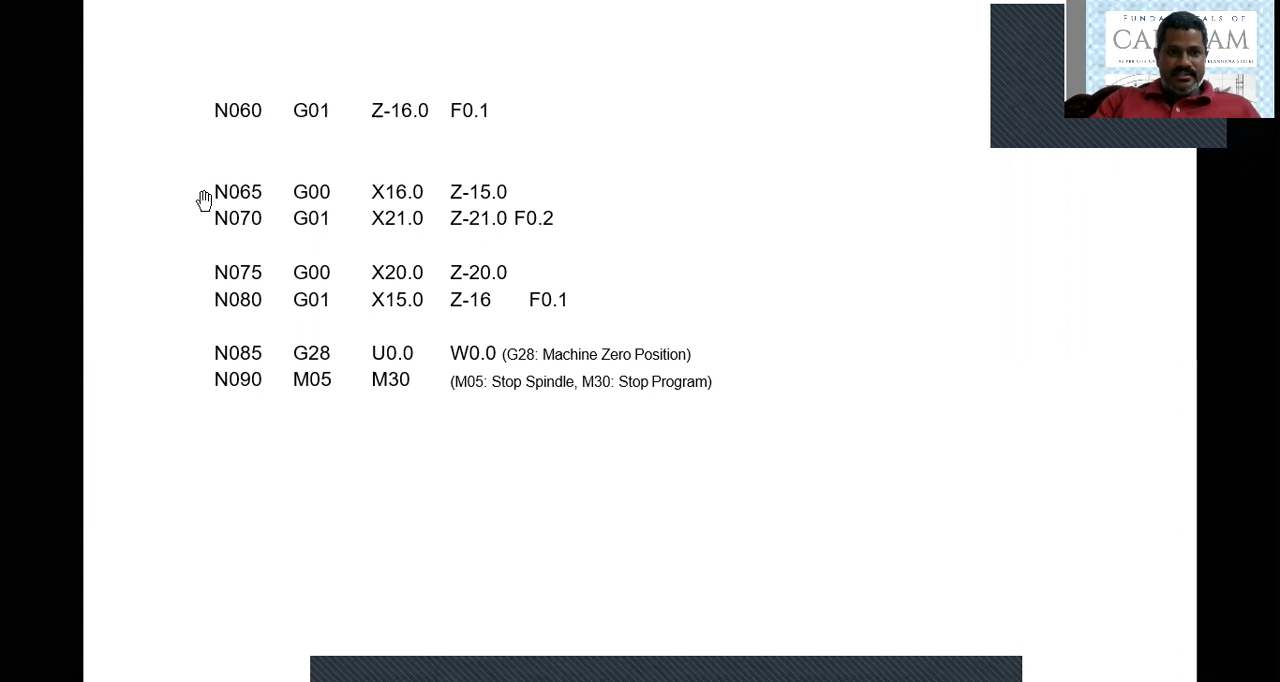 FUNDAMENTALS OF
N060 G01 Z-16.0 F0.1
N065 G00 X16.0 Z-15.0
N070 G01 X21.0 Z-21.0 F0.2
N075 G00 X20.0 Z-20.0
N080 G01 X15.0 Z-16 F0.1
N085 G28 U0.0 W0.0 (G28: Machine Zero Position)
N090 M05 M30 (M05: Stop Spindle, M30: Stop Program)